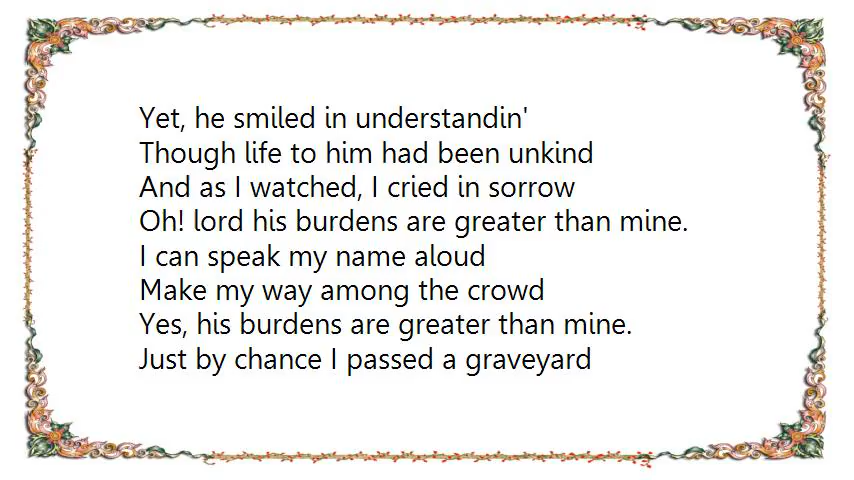 Yet, he smiled in understandin'
Though life to him had been unkind
And as I watched, I cried in sorrow
Oh! lord his burdens are greater than mine.
I can speak my name aloud
Make my way among the crowd
Yes, his burdens are greater than mine.
Just by chance I passed a graveyard